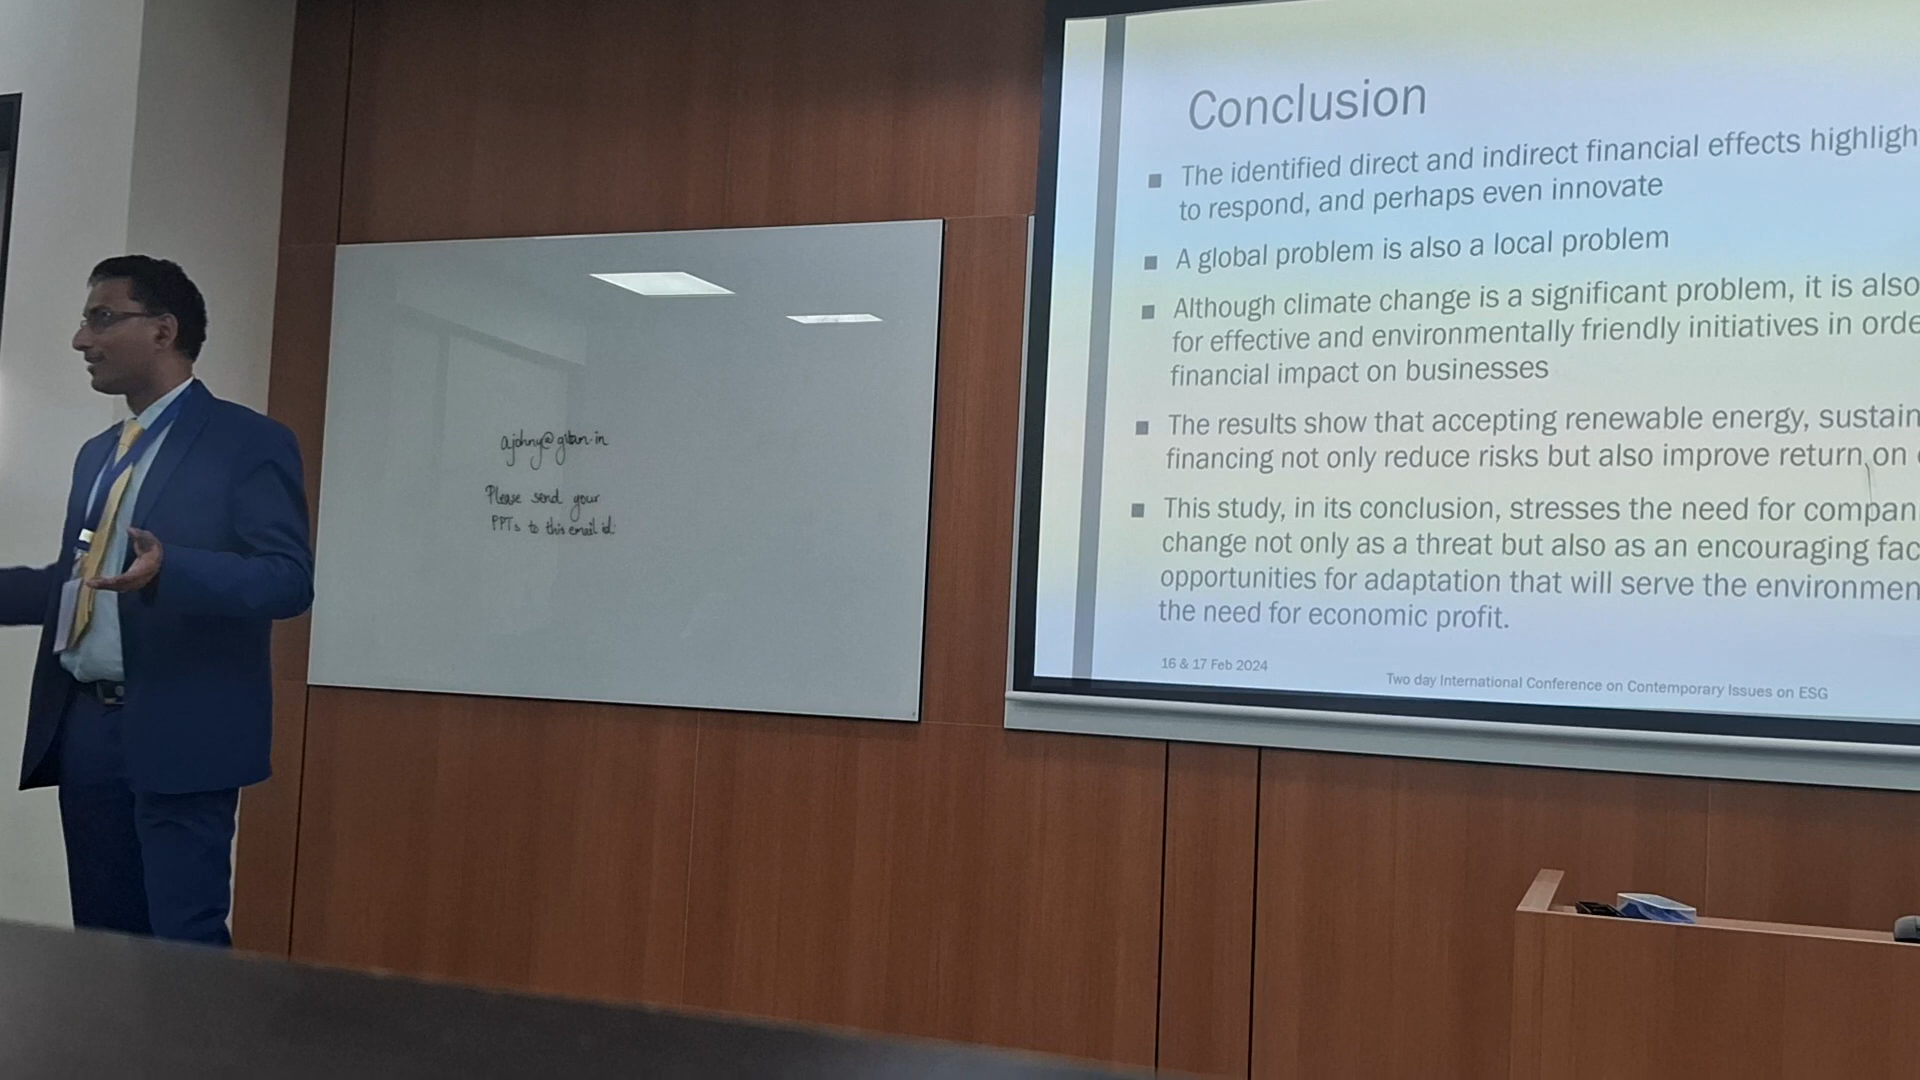 ajohny@gitam.in
Please send your
PPTs to this email id.
Conclusion
■ The identified direct and indirect financial effects highligh
to respond, and perhaps even innovate
■ A global problem is also a local problem
■ Although climate change is a significant problem, it is also
for effective and environmentally friendly initiatives in orde
financial impact on businesses
■ The results show that accepting renewable energy, sustain
financing not only reduce risks but also improve return on
■ This study, in its conclusion, stresses the need for compan
change not only as a threat but also as an encouraging fac
opportunities for adaptation that will serve the environmen
the need for economic profit.
16 & 17 Feb 2024
Two day International Conference on Contemporary Issues on ESG